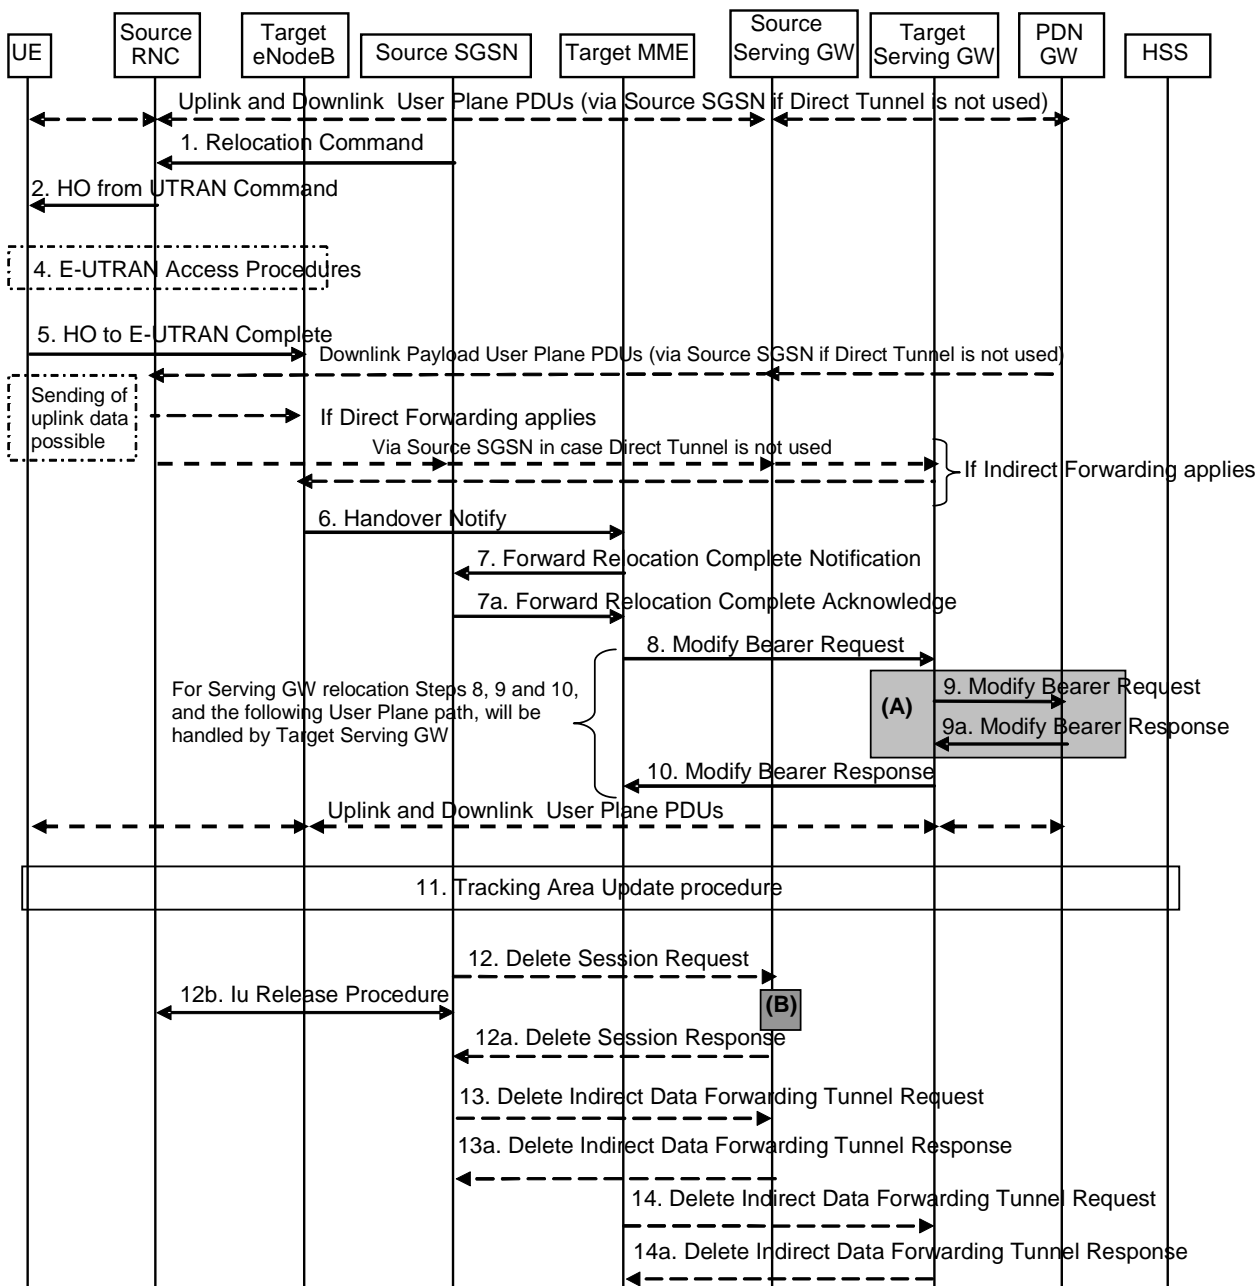 UE
Source
RNC
Target
eNodeB
Source SGSN
Target MME
Source
Serving GW
Target
Serving GW
PDN
GW
HSS
Uplink and Downlink User Plane PDUs (via Source SGSN if Direct Tunnel is not used)
1. Relocation Command
2. HO from UTRAN Command
4. E-UTRAN Access Procedures
5. HO to E-UTRAN Complete
Downlink Payload User Plane PDUs (via Source SGSN if Direct Tunnel is not used)
Sending of
uplink data
possible
If Direct Forwarding applies
Via Source SGSN in case Direct Tunnel is not used
If Indirect Forwarding applies
6. Handover Notify
7. Forward Relocation Complete Notification
7a. Forward Relocation Complete Acknowledge
8. Modify Bearer Request
For Serving GW relocation Steps 8, 9 and 10,
and the following User Plane path, will be
handled by Target Serving GW
(A)
9. Modify Bearer Request
9a. Modify Bearer Response
10. Modify Bearer Response
Uplink and Downlink User Plane PDUs
11. Tracking Area Update procedure
12. Delete Session Request
12b. Iu Release Procedure
(B)
12a. Delete Session Response
13. Delete Indirect Data Forwarding Tunnel Request
13a. Delete Indirect Data Forwarding Tunnel Response
14. Delete Indirect Data Forwarding Tunnel Request
14a. Delete Indirect Data Forwarding Tunnel Response